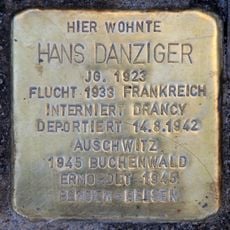 HIER WOHNTE
HANS DANZIGER
JG. 1923
FLUCHT 1933 FRANKREICH
INTERNIERT DRANCY
DEPORTIERT 14.8.1942
AUSCHWITZ
1945 BUCHENWALD
ERMORDET 1945
BERGEN-BELSEN